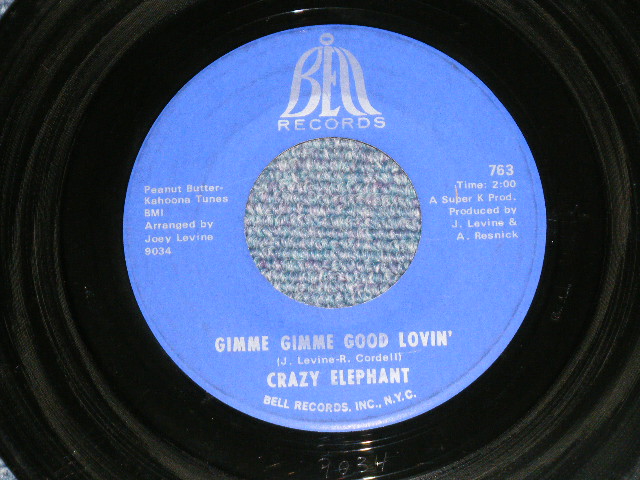 BELL
RECORDS
Peanut Butter-
Kahoona Tunes
BMI
Arranged by
Joey Levine
9034
763
Time: 2:00
A Super K Prod.
Produced by
J. Levine &
A. Resnick
GIMME GIMME GOOD LOVIN'
(J. Levine-R. Cordell)
CRAZY ELEPHANT
BELL RECORDS, INC., N.Y.C.
9034